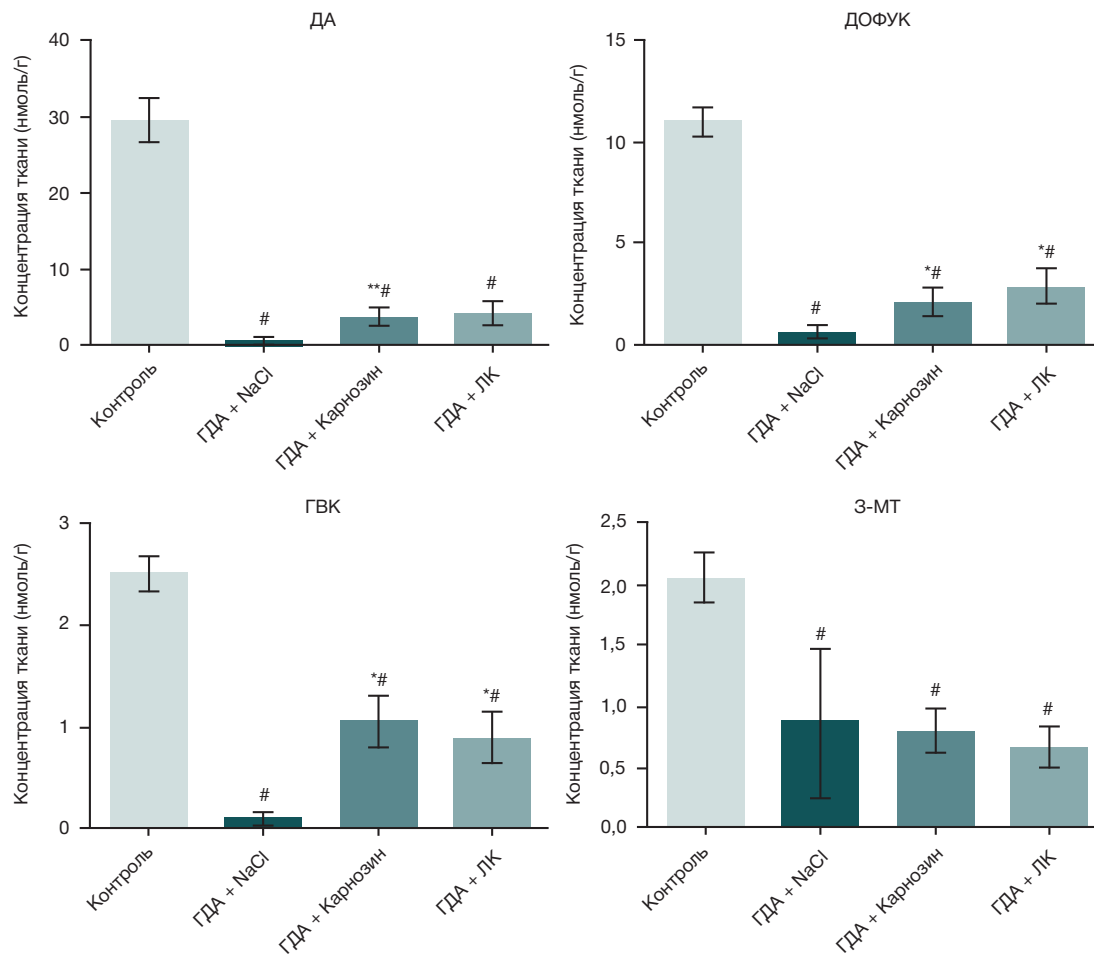 ДА
Концентрация ткани (нмоль/г)
40
30
20
10
0
#
**#
#
Контроль
ГДА + NaCl
ГДА + Карнозин
ГДА + ЛК
ДОФУК
Концентрация ткани (нмоль/г)
15
10
5
0
#
*#
*#
Контроль
ГДА + NaCl
ГДА + Карнозин
ГДА + ЛК
ГВК
Концентрация ткани (нмоль/г)
3
2
1
0
#
*#
*#
Контроль
ГДА + NaCl
ГДА + Карнозин
ГДА + ЛК
3-МТ
Концентрация ткани (нмоль/г)
2,5
2,0
1,5
1,0
0,5
0,0
#
#
#
Контроль
ГДА + NaCl
ГДА + Карнозин
ГДА + ЛК